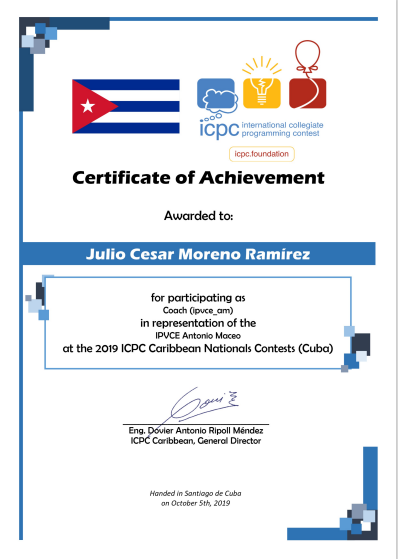 icpc international collegiate
programming contest
icpc.foundation
Certificate of Achievement
Awarded to:
Julio Cesar Moreno Ramírez
for participating as
Coach (ipvce_am)
in representation of the
IPVCE Antonio Maceo
at the 2019 ICPC Caribbean Nationals Contests (Cuba)
Eng. Dovier Antonio Ripoll Méndez
ICPC Caribbean, General Director
Handed in Santiago de Cuba
on October 5th, 2019